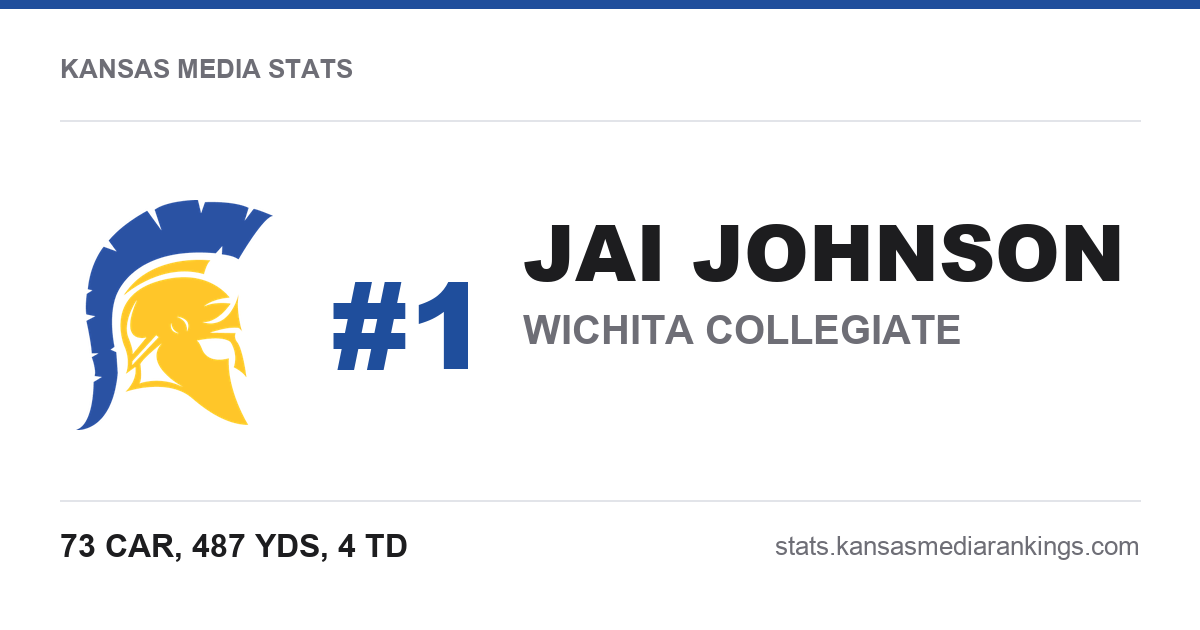 KANSAS MEDIA STATS
#1
JAI JOHNSON
WICHITA COLLEGIATE
73 CAR, 487 YDS, 4 TD
stats.kansasmediarankings.com